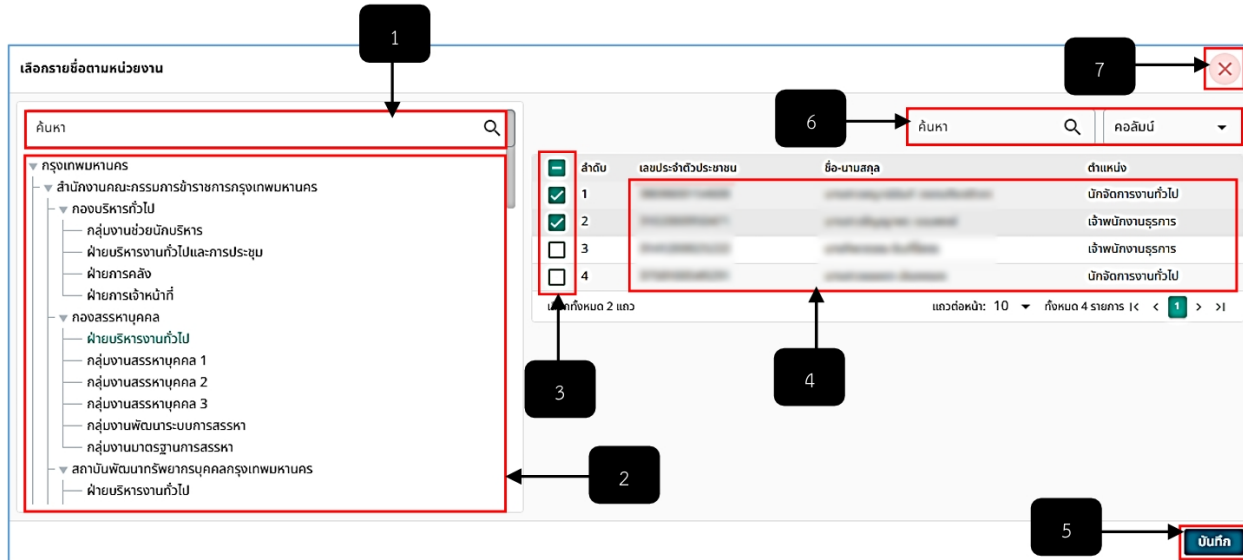 1
เลือกรายชื่อตามหน่วยงาน
7
ค้นหา
6
ค้นหา
คอลัมน์
กรุงเทพมหานคร
สำนักงานคณะกรรมการข้าราชการกรุงเทพมหานคร
กองบริหารทั่วไป
กลุ่มงานช่วยนักบริหาร
ฝ่ายบริหารงานทั่วไปและการประชุม
ฝ่ายการคลัง
ฝ่ายการเจ้าหน้าที่
กองสรรหาบุคคล
ฝ่ายบริหารงานทั่วไป
กลุ่มงานสรรหาบุคคล 1
กลุ่มงานสรรหาบุคคล 2
กลุ่มงานสรรหาบุคคล 3
กลุ่มงานพัฒนาระบบการสรรหา
กลุ่มงานมาตรฐานการสรรหา
สถาบันพัฒนาทรัพยากรบุคคลกรุงเทพมหานคร
ฝ่ายบริหารงานทั่วไป
2
ลำดับ เลขประจำตัวประชาชน ชื่อ-นามสกุล ตำแหน่ง
1 นักจัดการงานทั่วไป
2 เจ้าพนักงานธุรการ
3 เจ้าพนักงานธุรการ
4 นักจัดการงานทั่วไป
ทั้งหมด 2 แถว แถวต่อหน้า: 10 ทั้งหมด 4 รายการ |< < 1 > >|
3
4
5
บันทึก